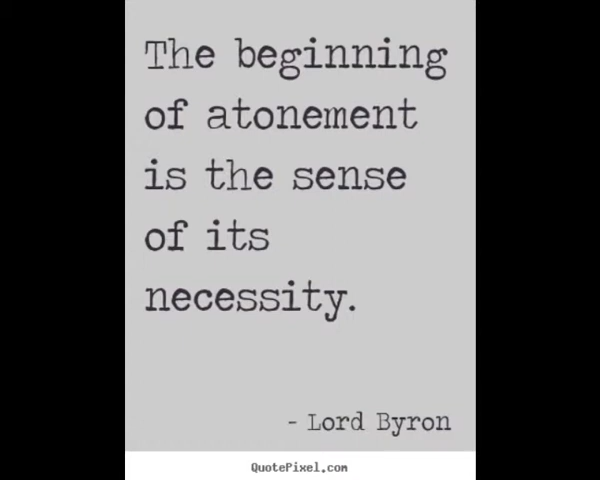 The beginning
of atonement
is the sense
of its
necessity.
- Lord Byron
QuotePixel.com